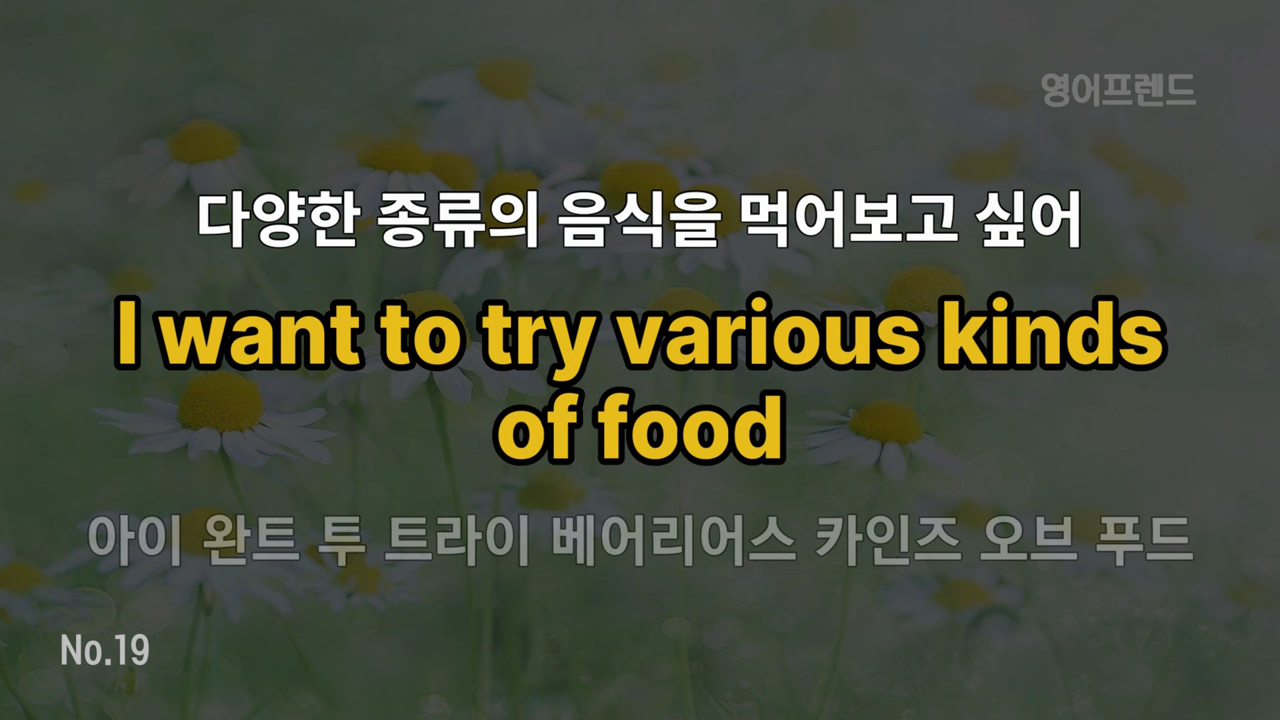 영어프렌드
다양한 종류의 음식을 먹어보고 싶어
I want to try various kinds
of food
아이 완트 투 트라이 베어리어스 카인즈 오브 푸드
No.19